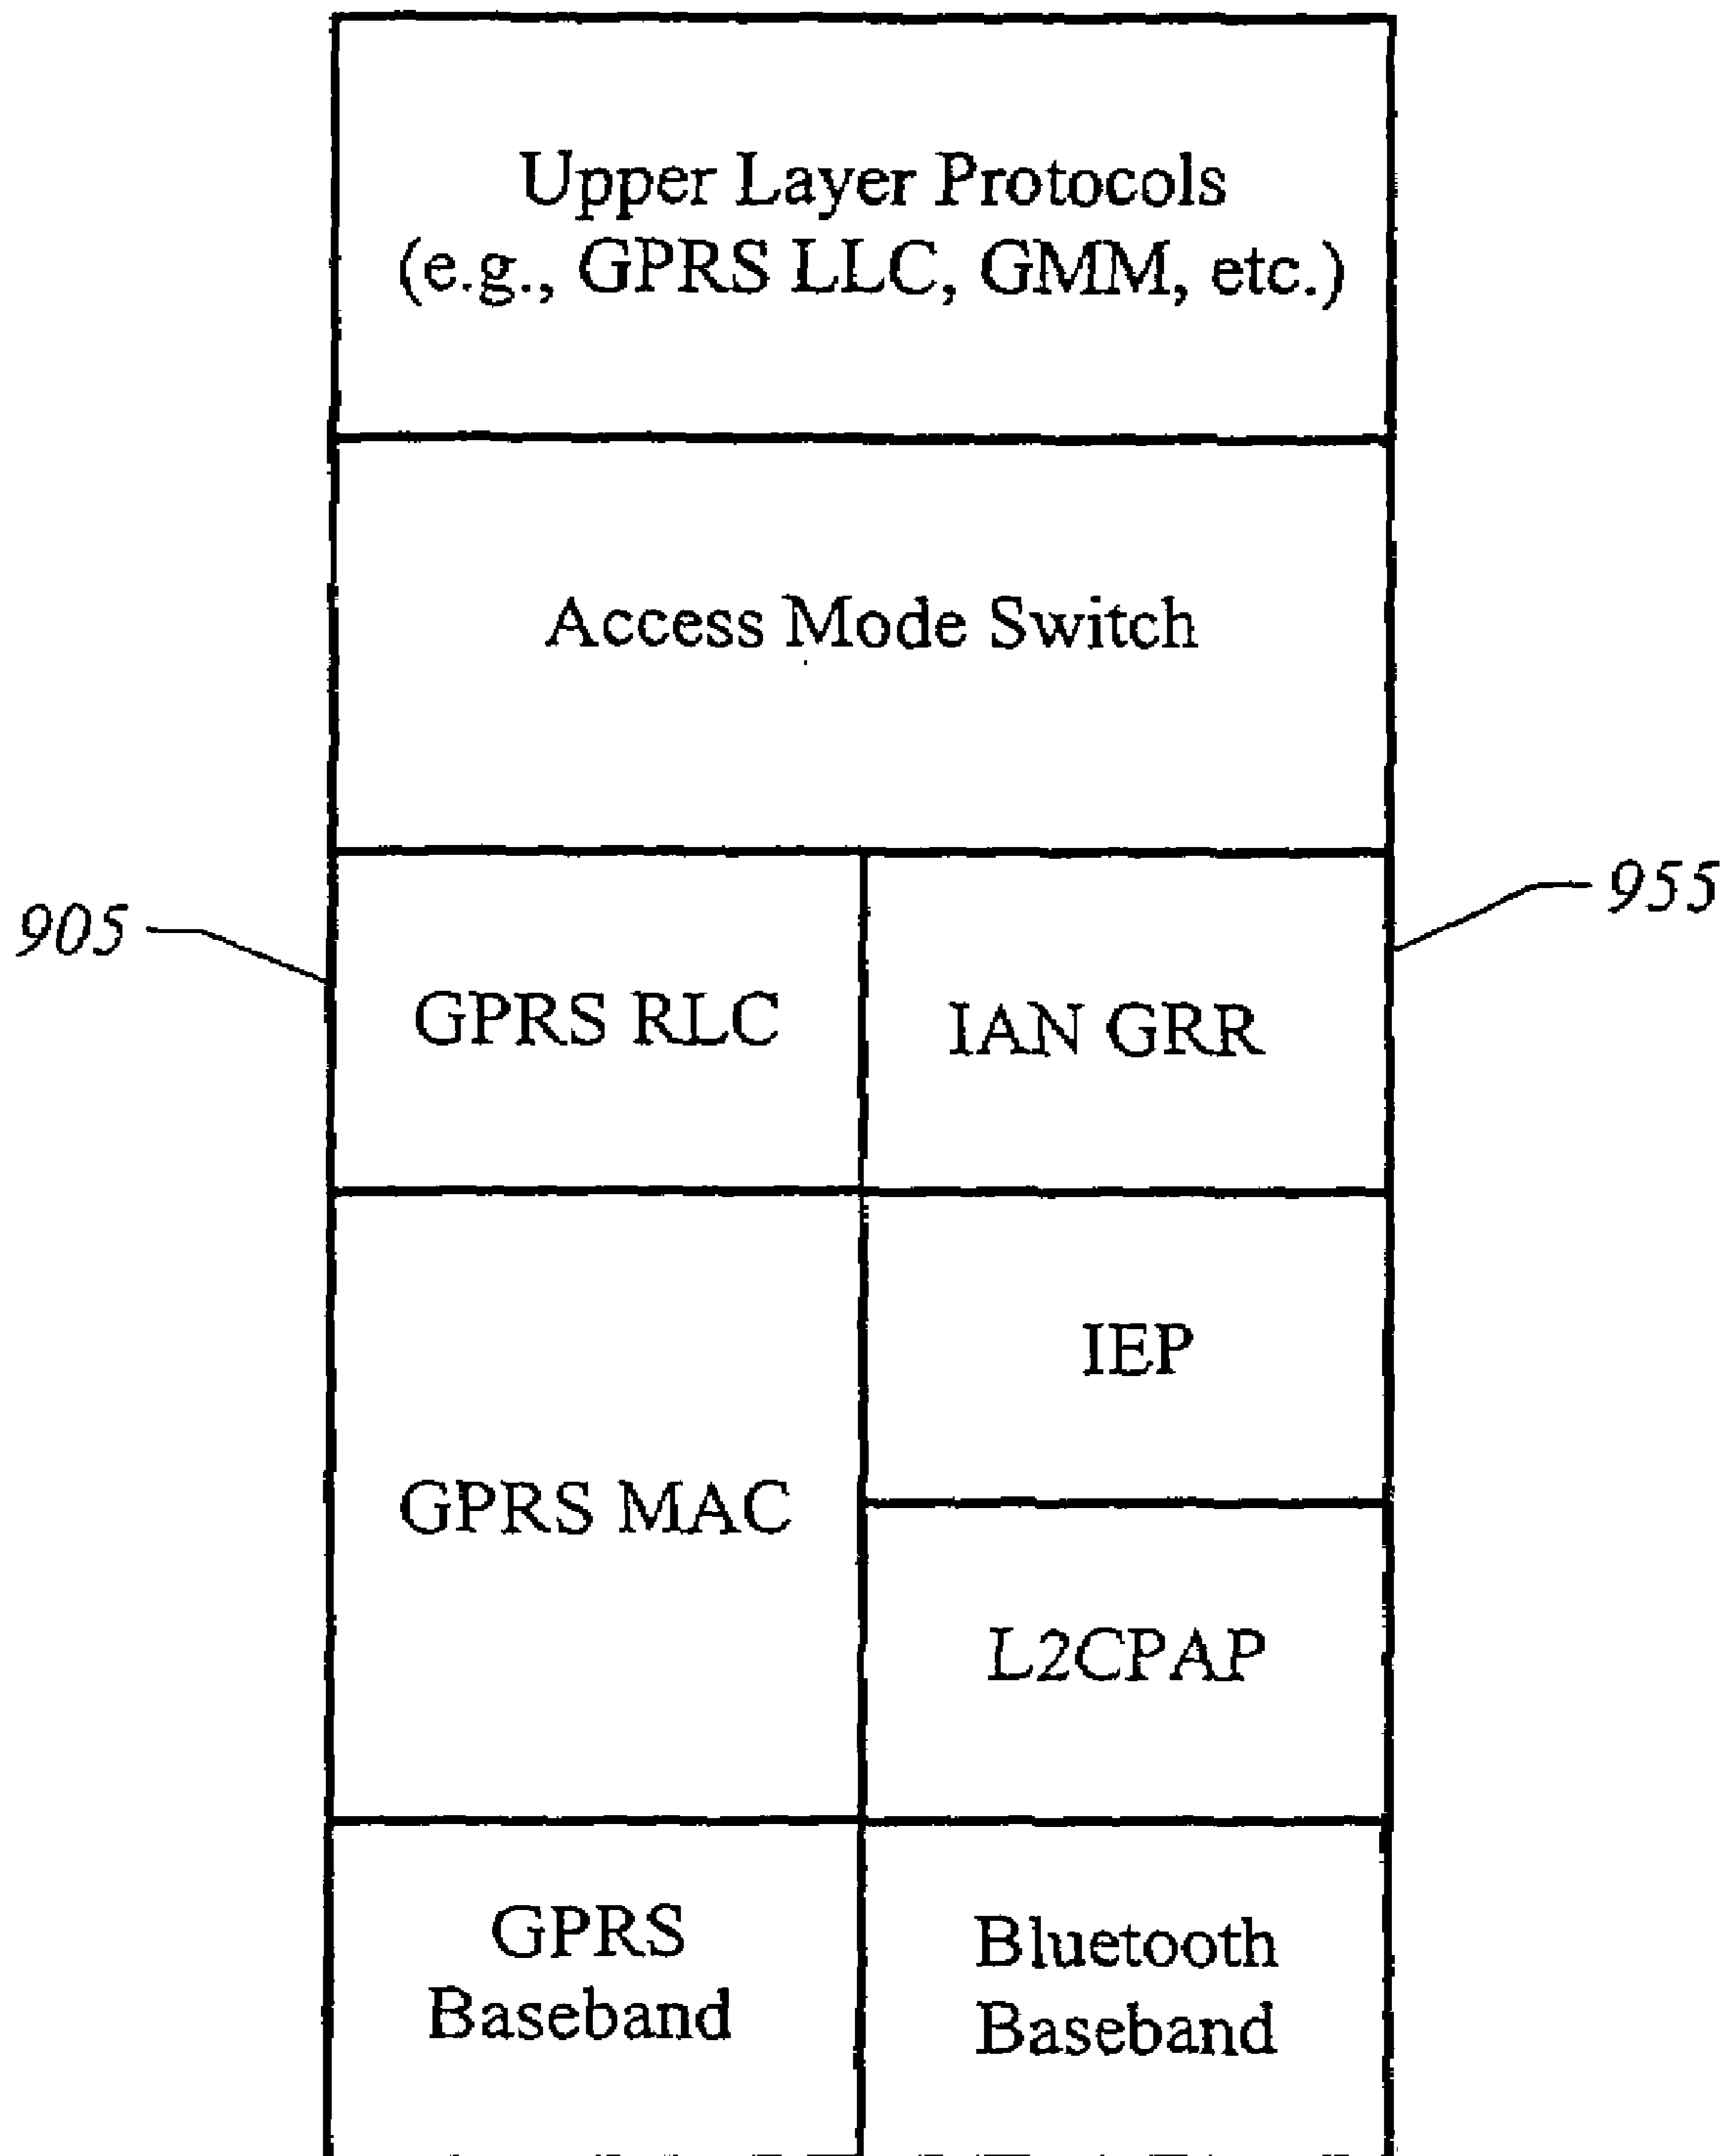 Upper Layer Protocols
(e.g., GPRS LLC, GMM, etc.)
Access Mode Switch
905
955
GPRS RLC
IAN GRR
IEP
GPRS MAC
L2CPAP
GPRS
Baseband
Bluetooth
Baseband